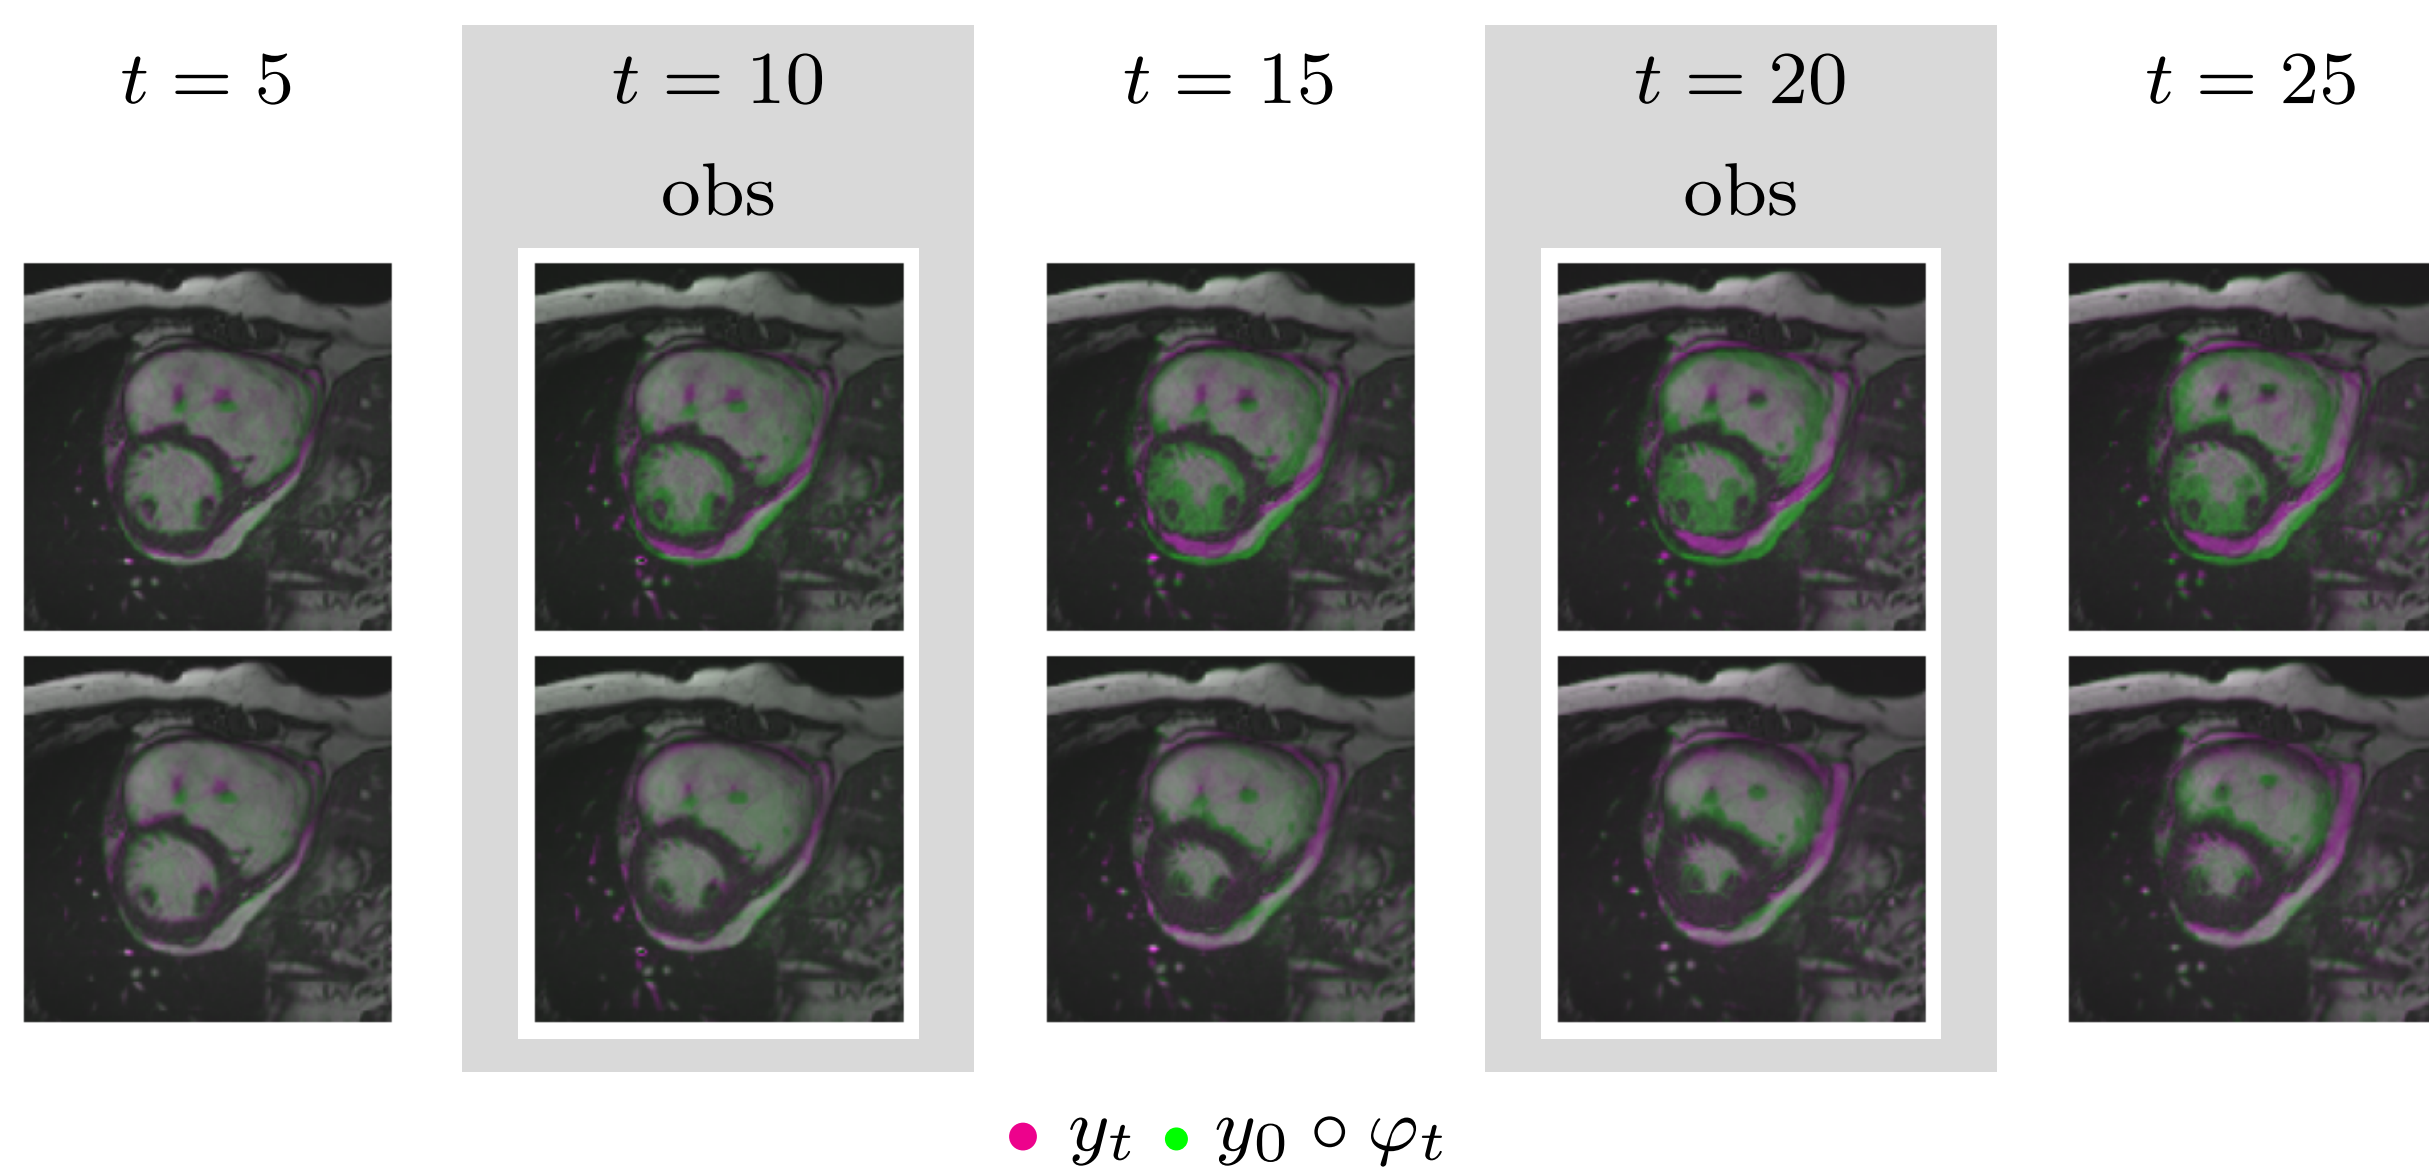 t = 5 t = 10 t = 15 t = 20 t = 25
obs obs
y_t y_0 ∘ φ_t